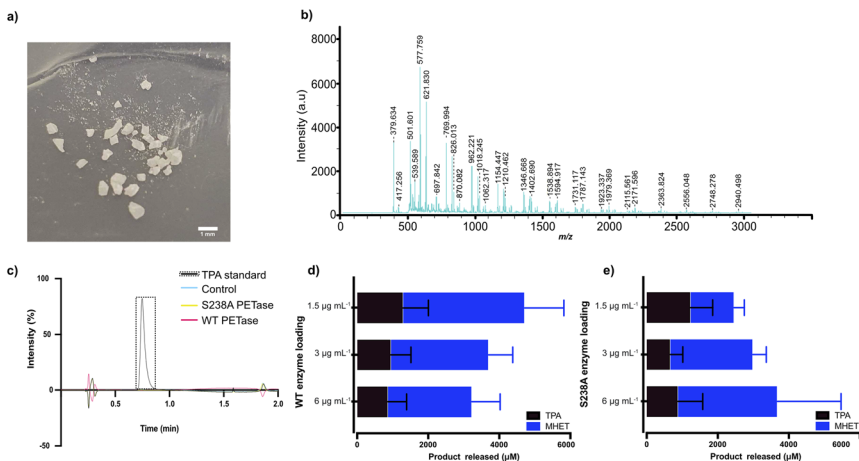 a)
1 mm
b)
Intensity (a.u)
8000
6000
4000
2000
0
379.634
417.256
501.601
539.589
577.759
621.830
697.842
769.994
826.013
870.082
962.221
1018.245
1062.317
1154.447
1210.462
1346.668
1402.690
1538.894
1594.917
1731.117
1787.143
1923.337
1979.369
2115.561
2171.596
2363.824
2556.048
2748.278
2940.498
0 500 1000 1500 2000 2500 3000
m/z
c)
Intensity (%)
100
50
0
-50
0.5 1.0 1.5 2.0
Time (min)
TPA standard
Control
S238A PETase
WT PETase
d)
WT enzyme loading
1.5 µg mL-1
3 µg mL-1
6 µg mL-1
TPA
MHET
0 2000 4000 6000
Product released (µM)
e)
S238A enzyme loading
1.5 µg mL-1
3 µg mL-1
6 µg mL-1
TPA
MHET
0 2000 4000 6000
Product released (µM)